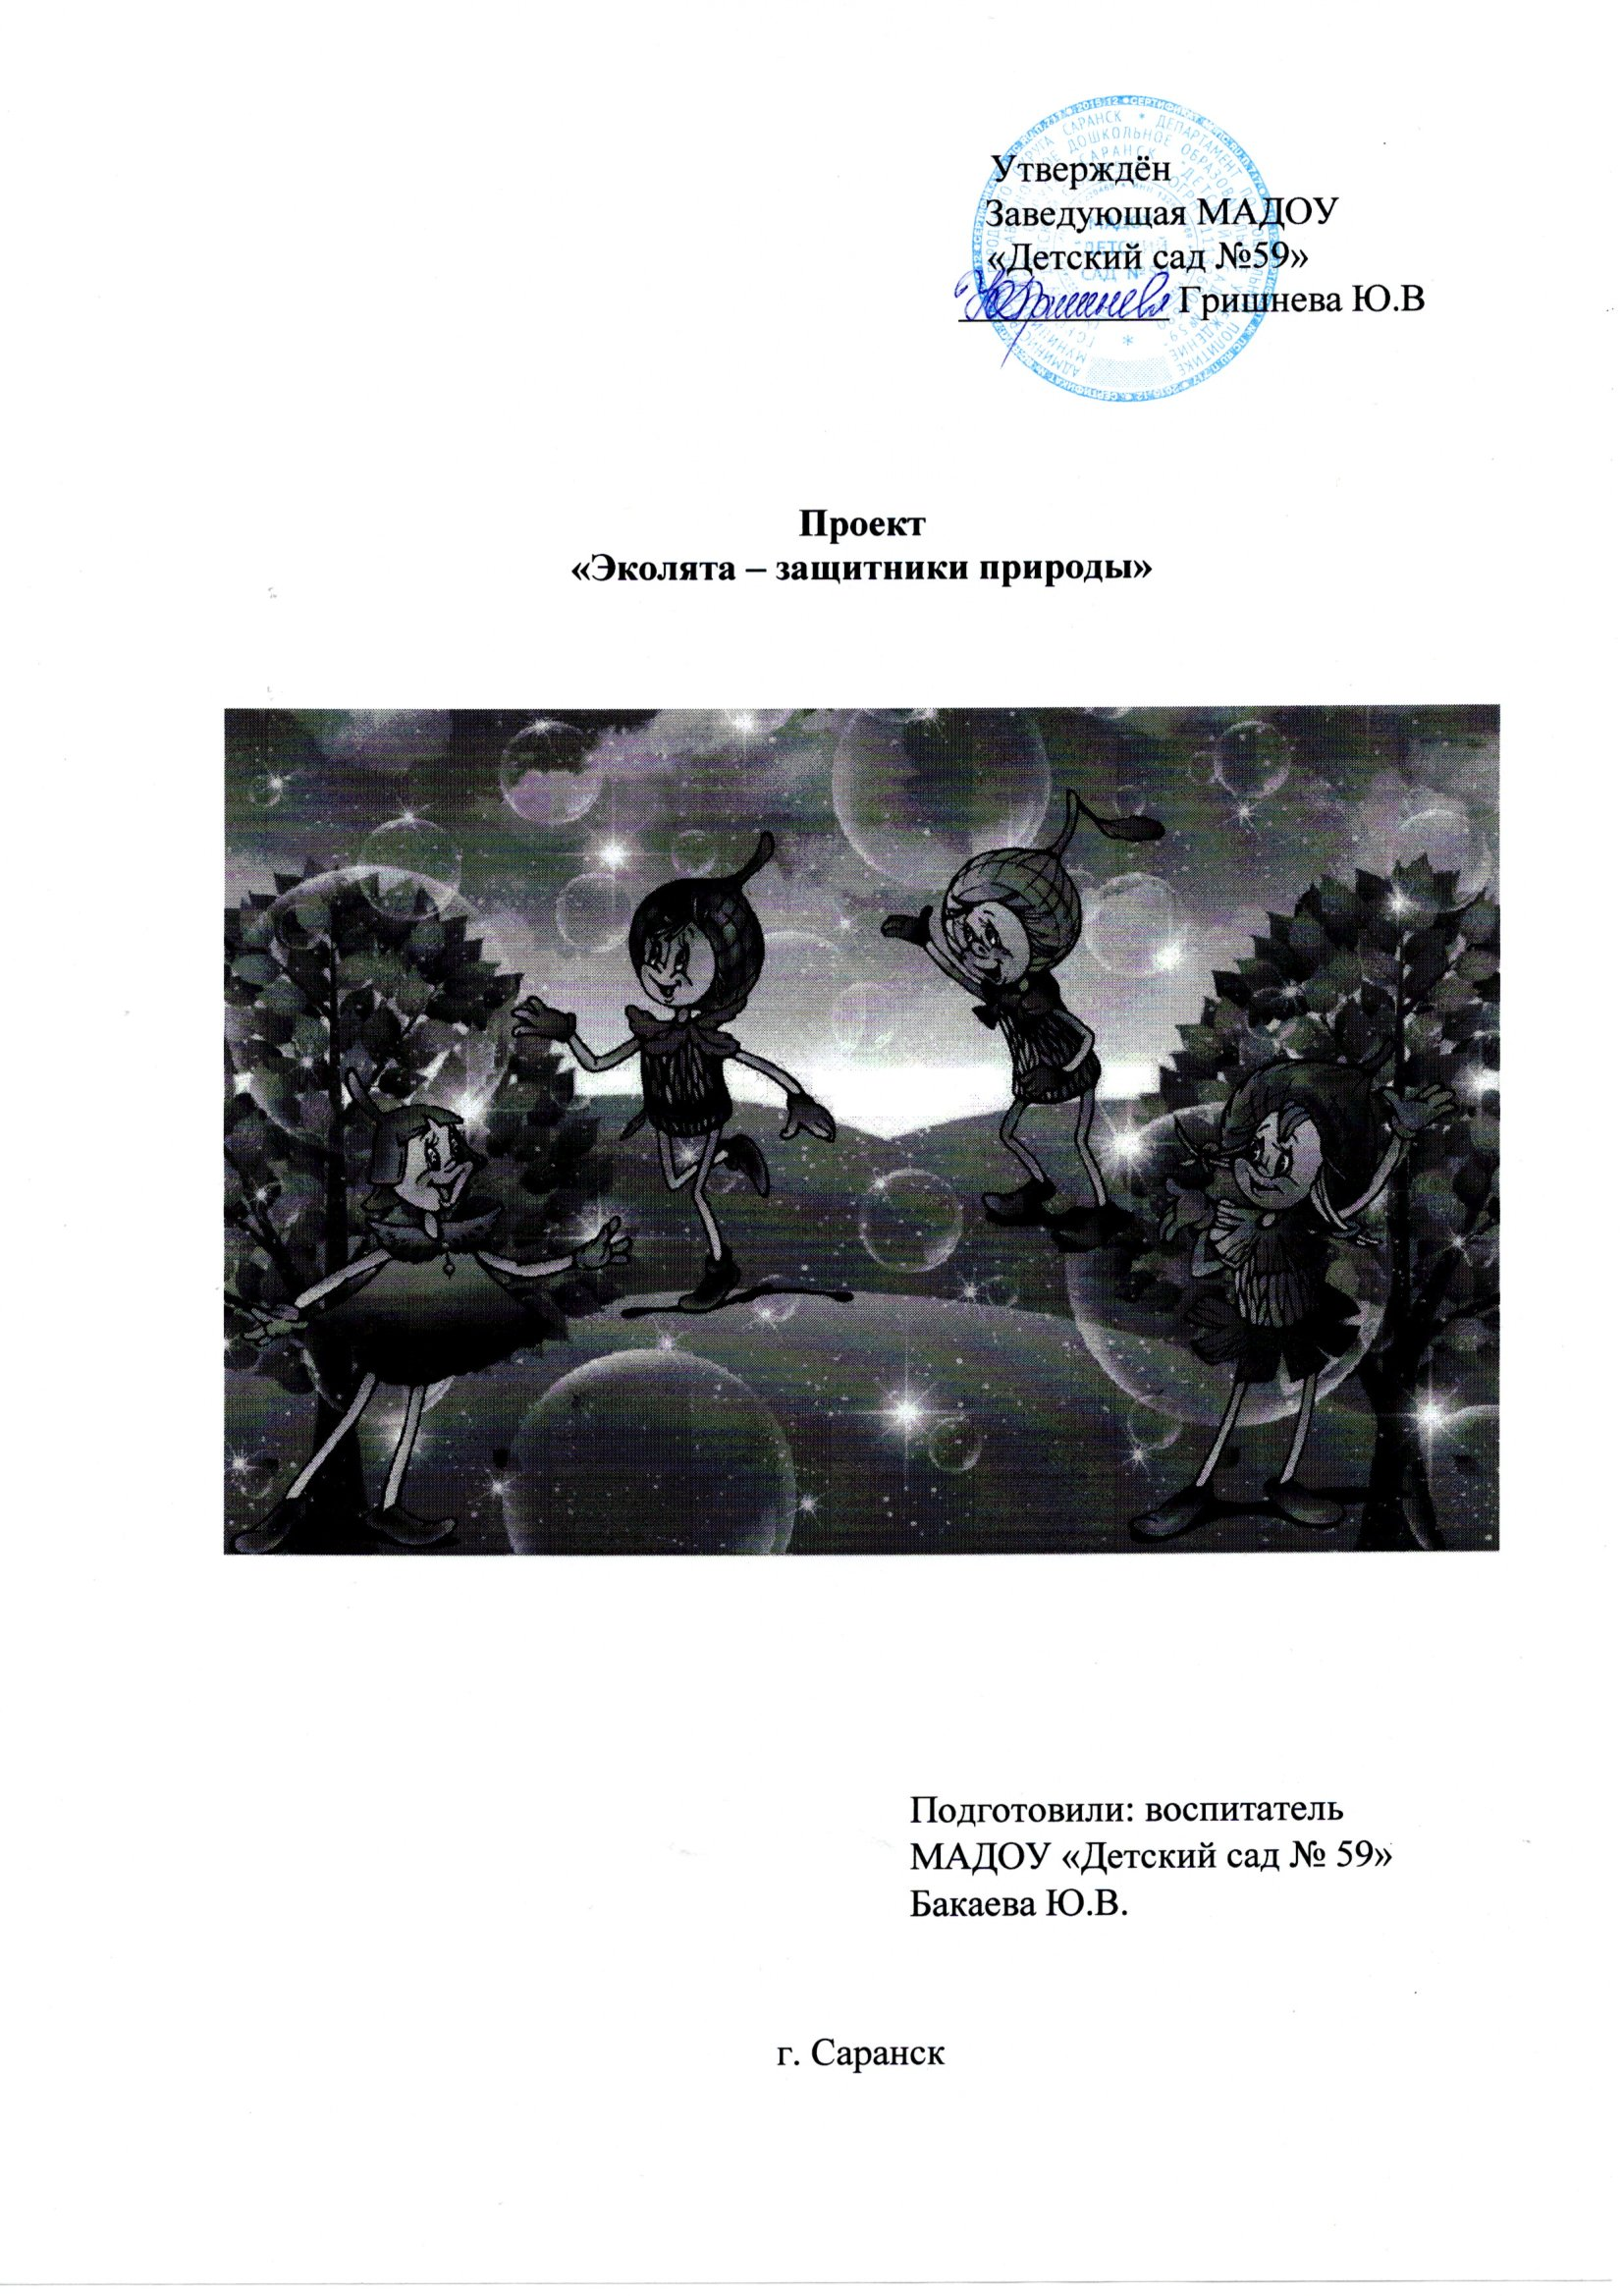 Утверждён
Заведующая МАДОУ
«Детский сад №59»
Гришнева Ю.В
Проект
«Эколята – защитники природы»
Подготовили: воспитатель
МАДОУ «Детский сад № 59»
Бакаева Ю.В.
г. Саранск